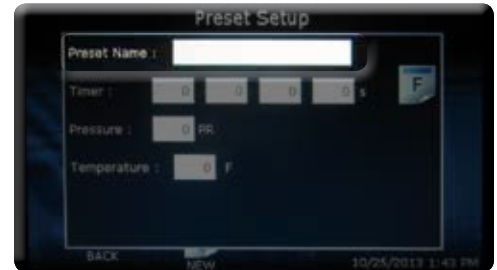 Preset Setup
Preset Name :
Timer : 0 0 0 0 s
F
Pressure : 0 PR
Temperature : 0 F
BACK
NEW
10/25/2013 1:43 PM